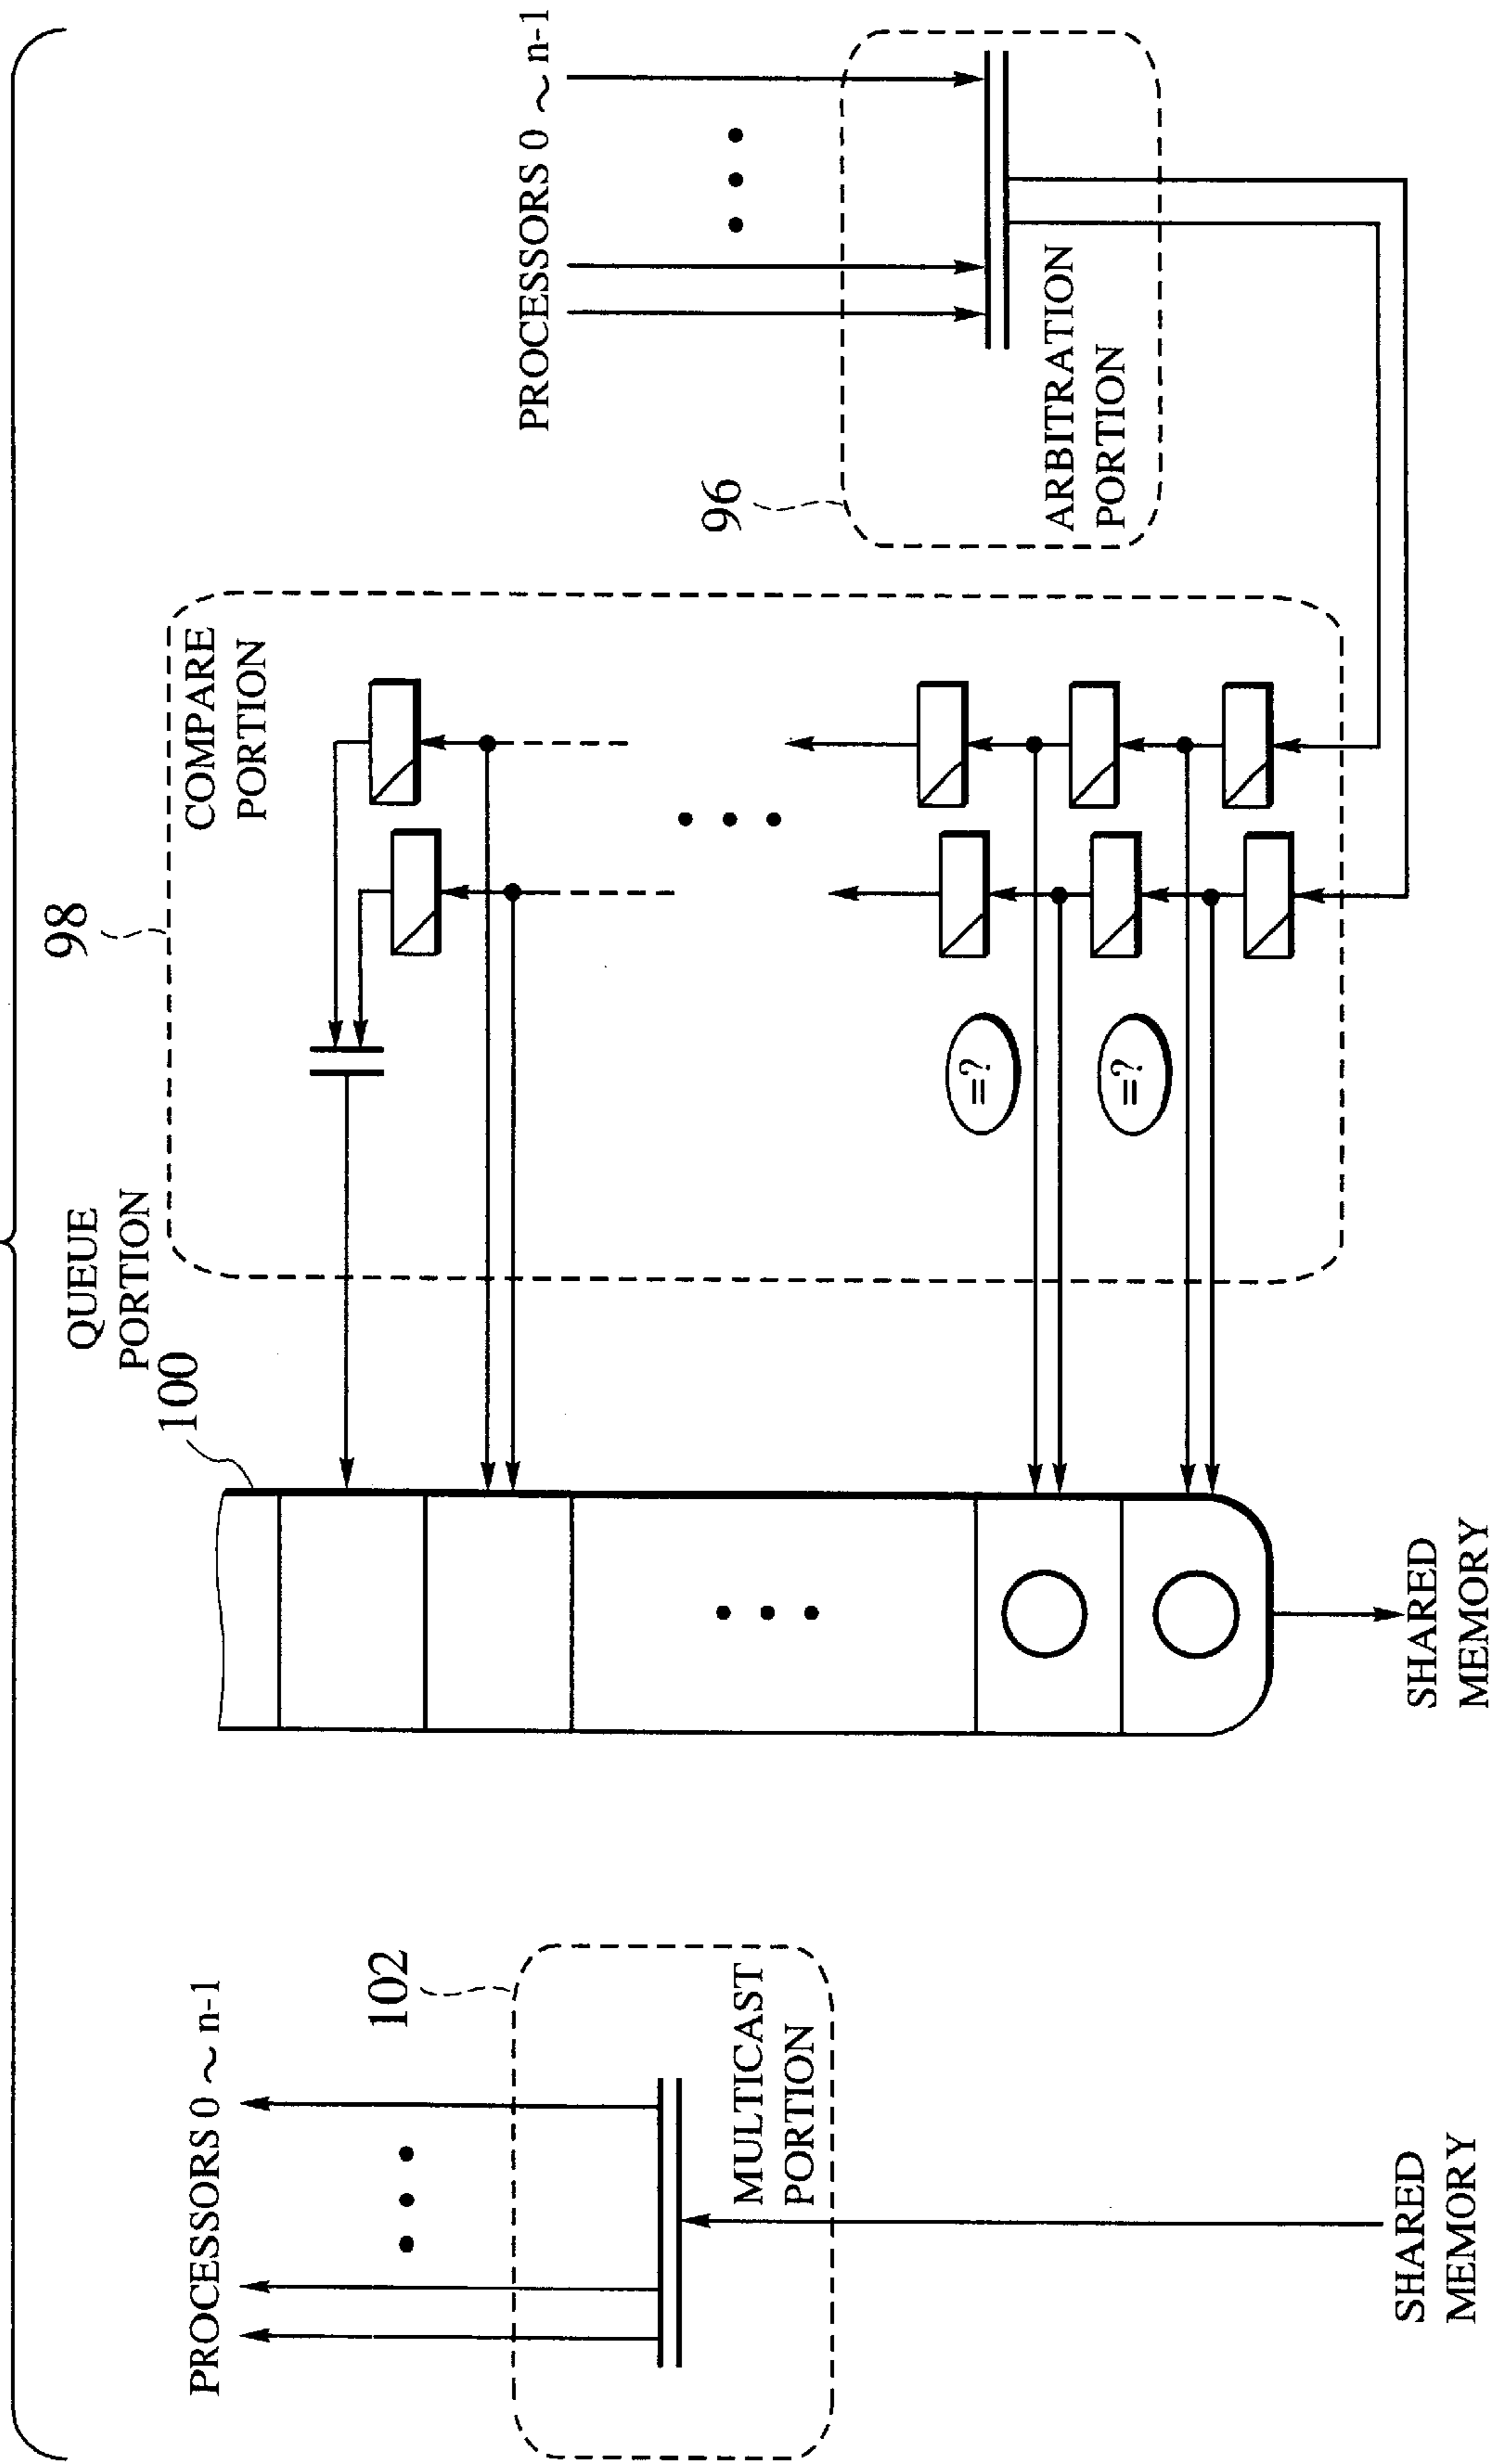 PROCESSORS 0 ~ n-1
102
MULTICAST
PORTION
SHARED
MEMORY
QUEUE
PORTION
100
SHARED
MEMORY
98
COMPARE
PORTION
=?
=?
PROCESSORS 0 ~ n-1
96
ARBITRATION
PORTION